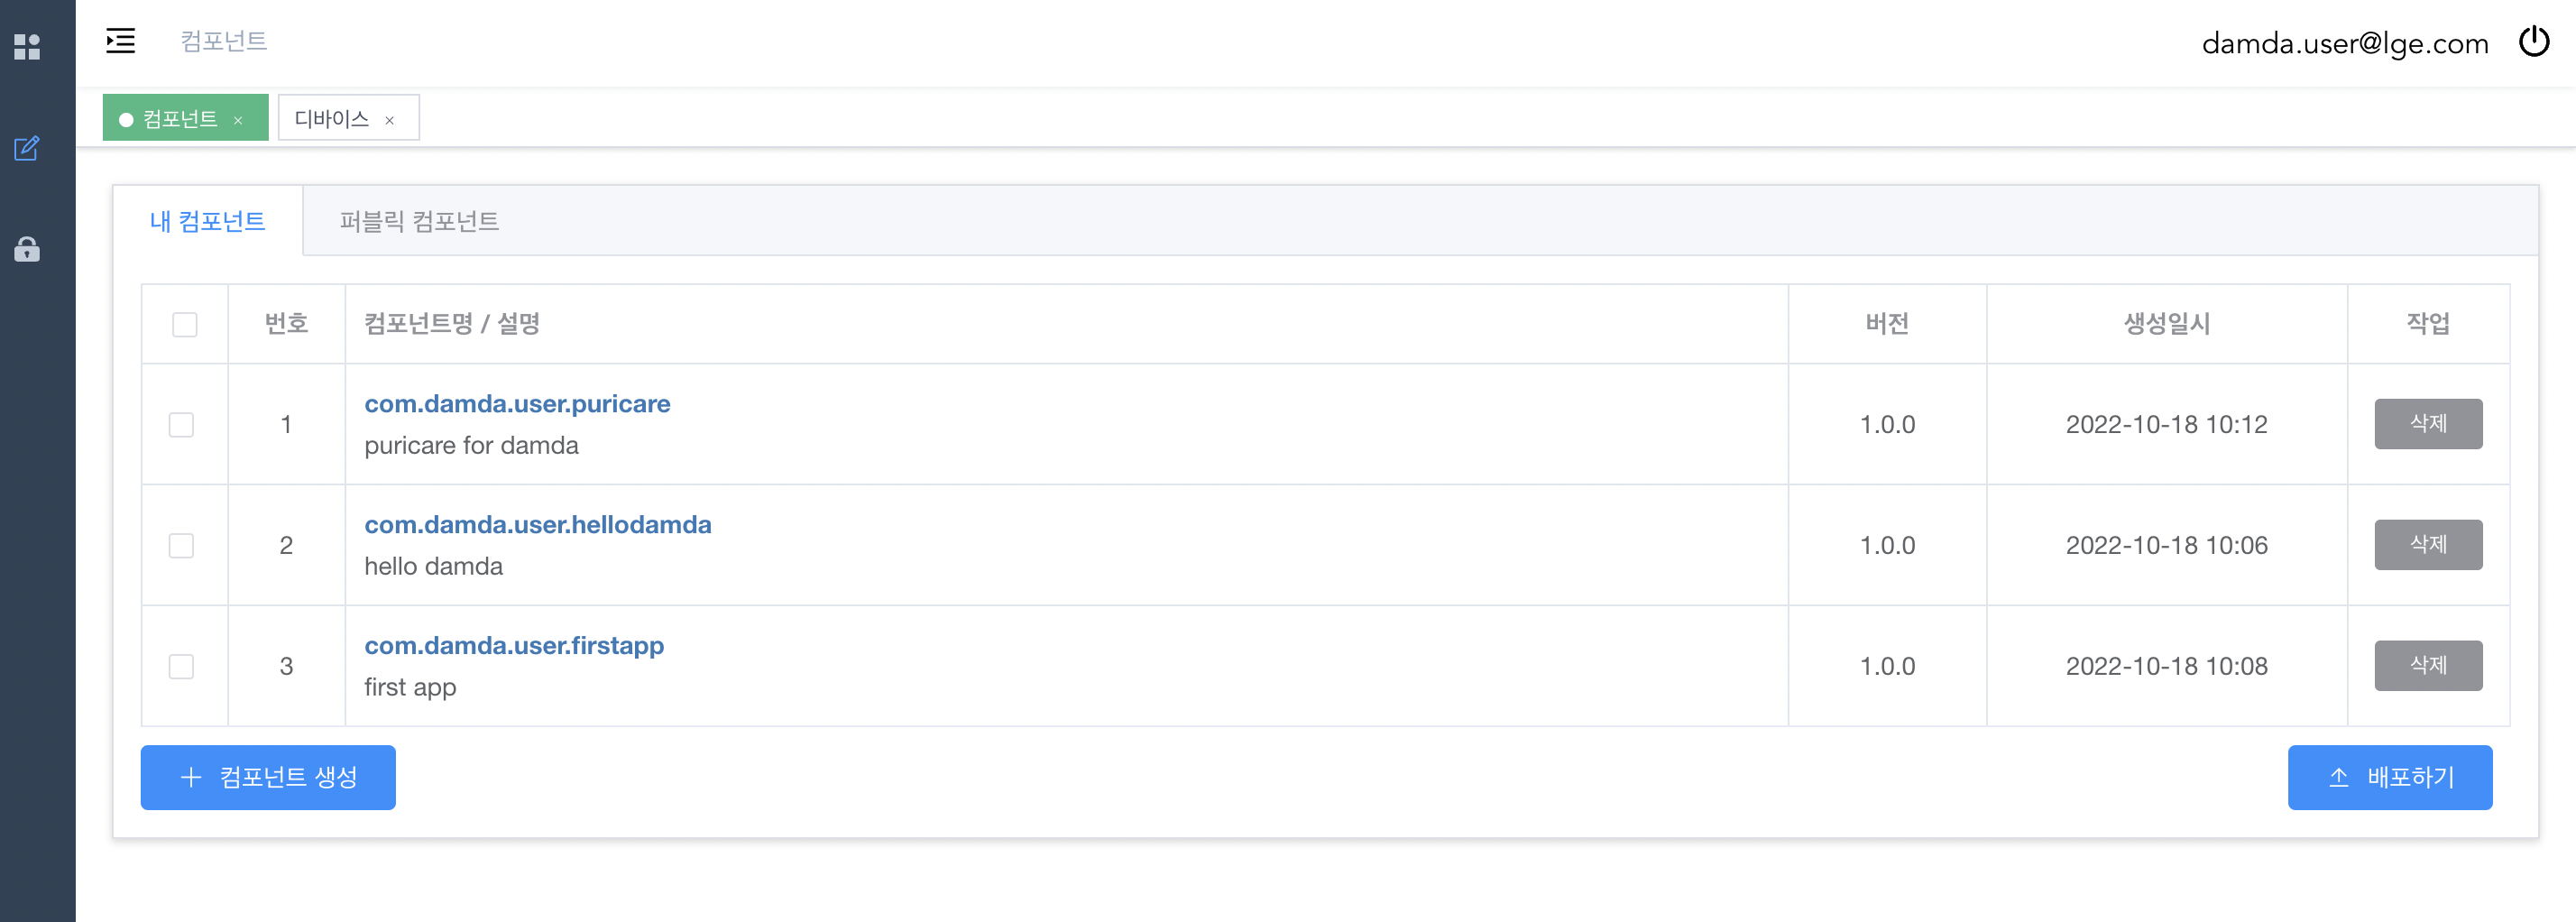 컴포넌트
damda.user@lge.com
컴포넌트 ×
디바이스 ×
내 컴포넌트
퍼블릭 컴포넌트
번호 컴포넌트명 / 설명 버전 생성일시 작업
1 com.damda.user.puricare 1.0.0 2022-10-18 10:12 삭제
puricare for damda
2 com.damda.user.hellodamda 1.0.0 2022-10-18 10:06 삭제
hello damda
3 com.damda.user.firstapp 1.0.0 2022-10-18 10:08 삭제
first app
+ 컴포넌트 생성
배포하기